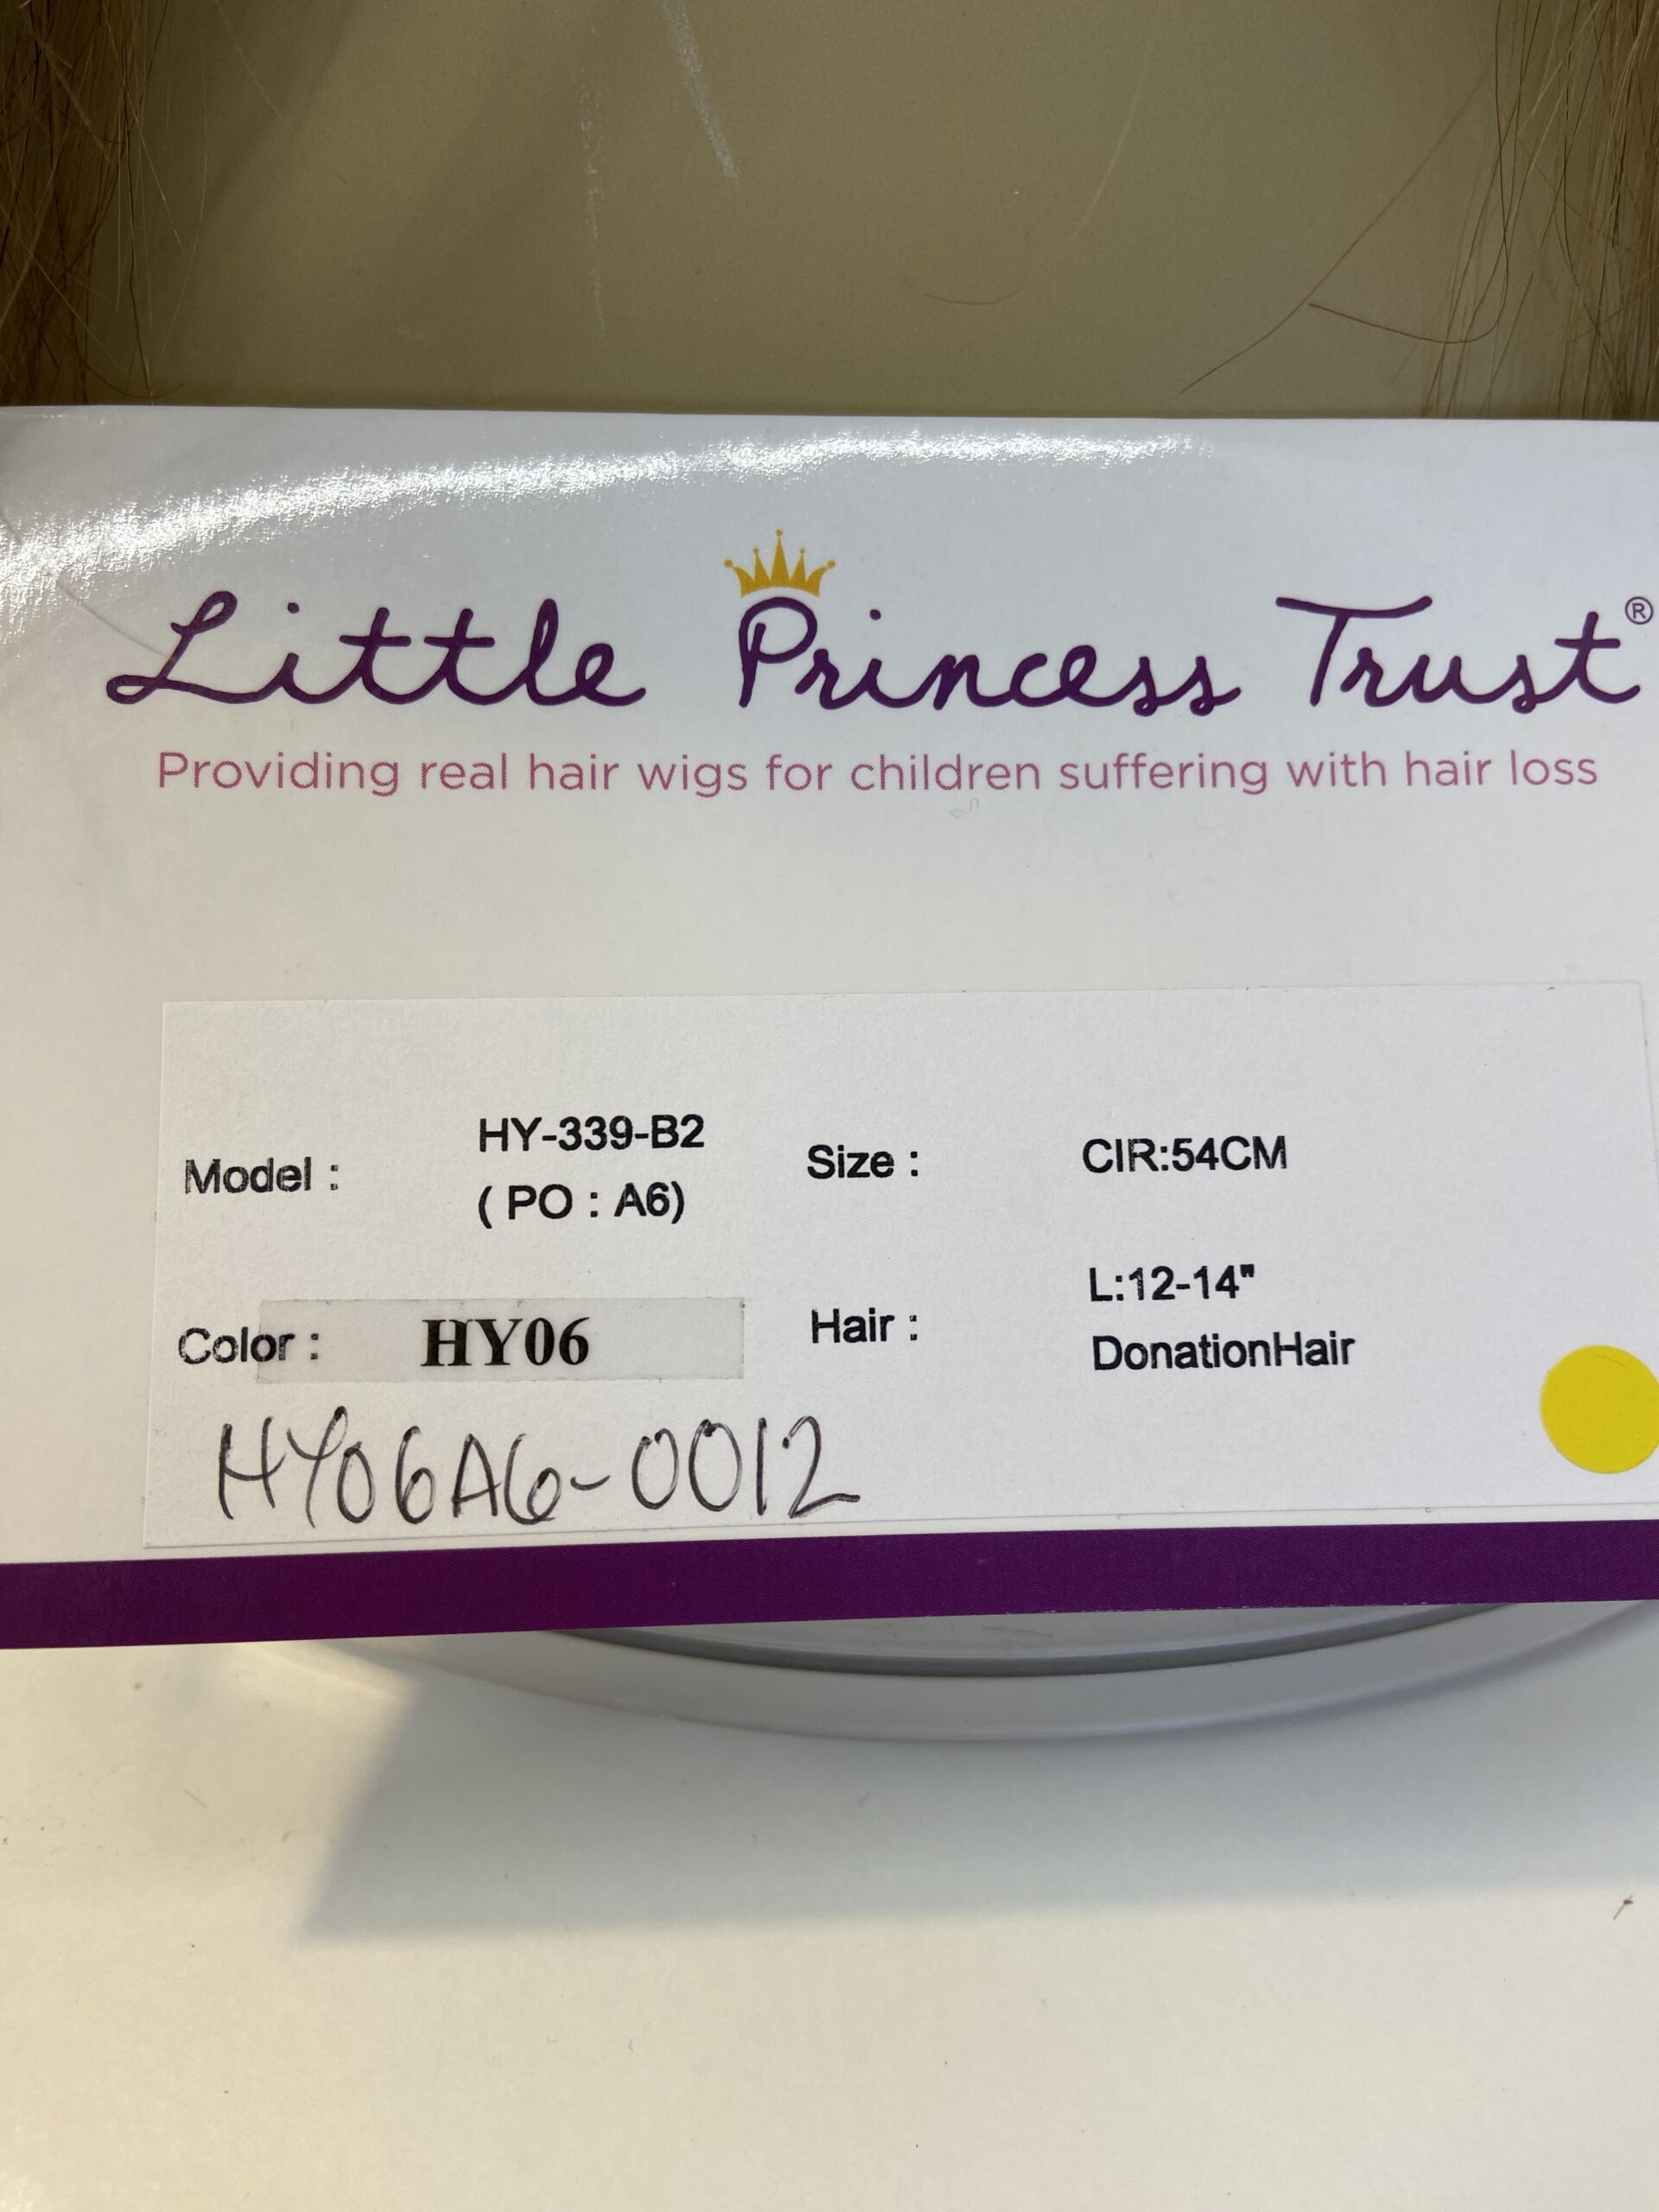 Little Princess Trust®
Providing real hair wigs for children suffering with hair loss
Model : HY-339-B2 ( PO : A6)
Size : CIR:54CM
Color : HY06
Hair : L:12-14" DonationHair
HY06A6-0012